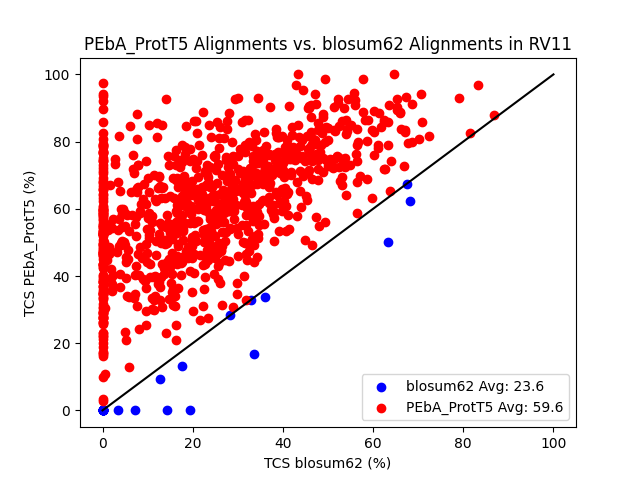 PEbA_ProtT5 Alignments vs. blosum62 Alignments in RV11
100
80
60
40
20
0
TCS PEbA_ProtT5 (%)
blosum62 Avg: 23.6
PEbA_ProtT5 Avg: 59.6
0 20 40 60 80 100
TCS blosum62 (%)